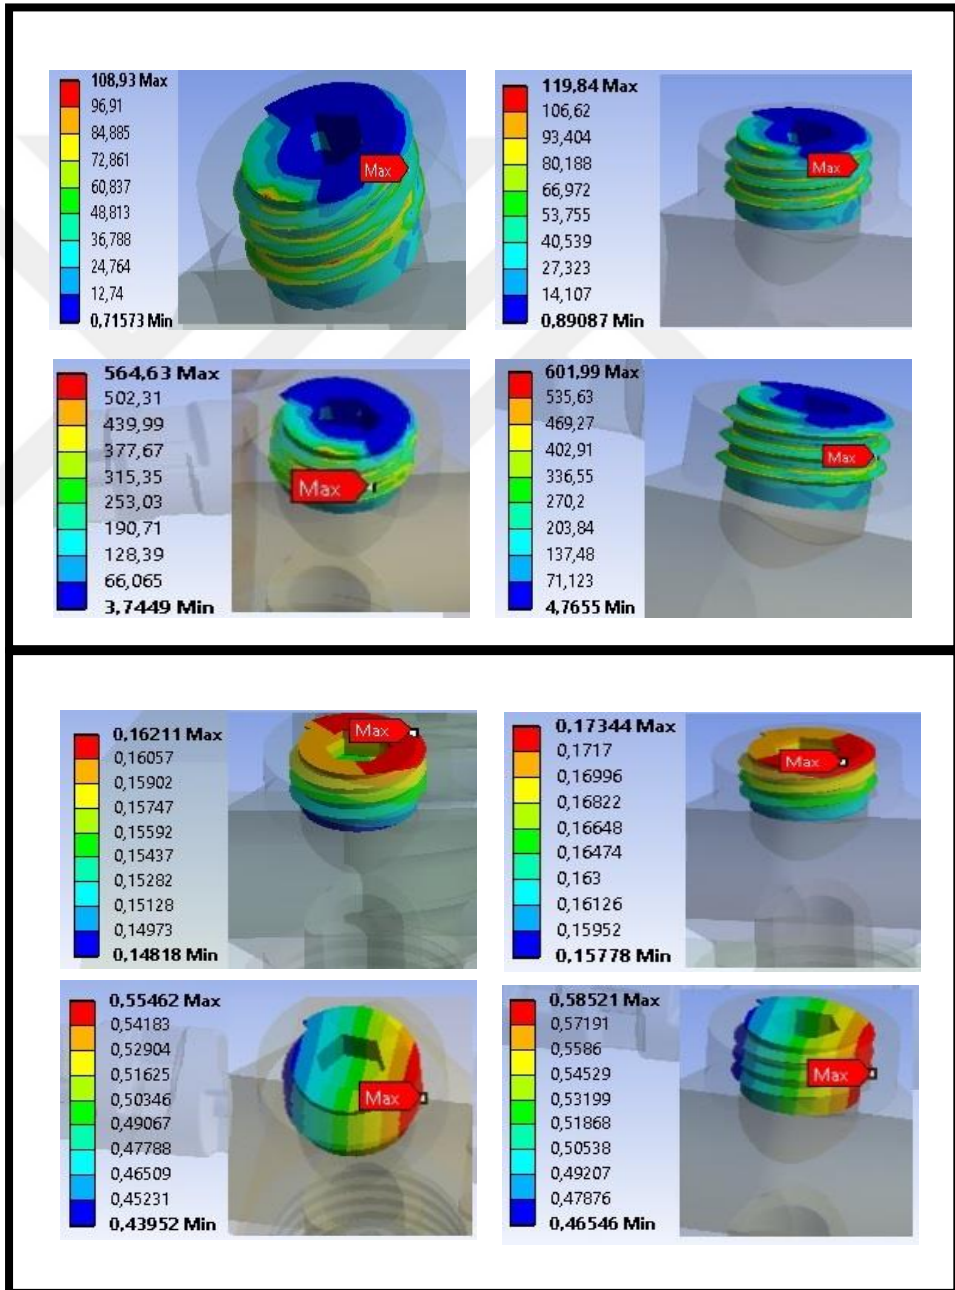 108,93 Max
96,91
84,885
72,861
60,837
48,813
36,788
24,764
12,74
0,71573 Min
Max
119,84 Max
106,62
93,404
80,188
66,972
53,755
40,539
27,323
14,107
0,89087 Min
Max
564,63 Max
502,31
439,99
377,67
315,35
253,03
190,71
128,39
66,065
3,7449 Min
Max
601,99 Max
535,63
469,27
402,91
336,55
270,2
203,84
137,48
71,123
4,7655 Min
Max
0,16211 Max
0,16057
0,15902
0,15747
0,15592
0,15437
0,15282
0,15128
0,14973
0,14818 Min
Max
0,17344 Max
0,1717
0,16996
0,16822
0,16648
0,16474
0,163
0,16126
0,15952
0,15778 Min
Max
0,55462 Max
0,54183
0,52904
0,51625
0,50346
0,49067
0,47788
0,46509
0,45231
0,43952 Min
Max
0,58521 Max
0,57191
0,5586
0,54529
0,53199
0,51868
0,50538
0,49207
0,47876
0,46546 Min
Max